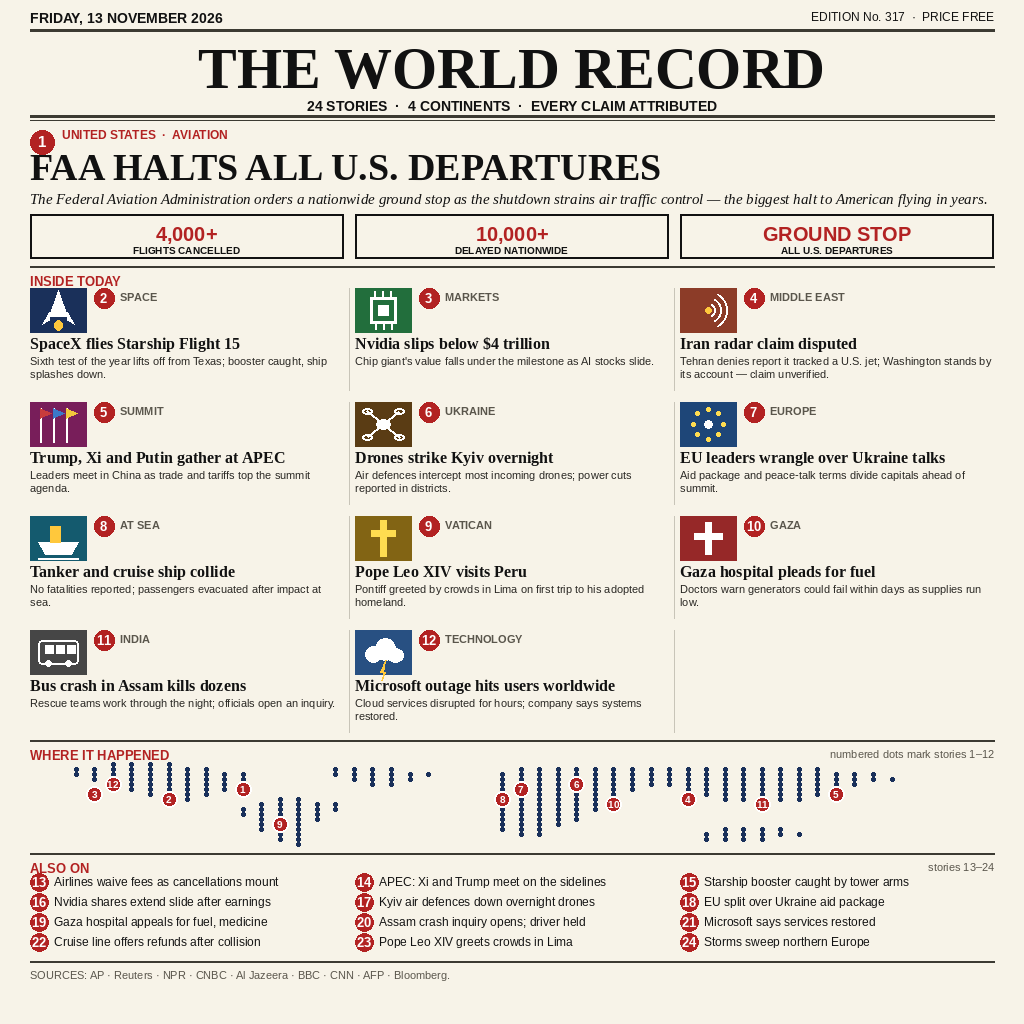 FRIDAY, 13 NOVEMBER 2026
EDITION No. 317 · PRICE FREE
THE WORLD RECORD
24 STORIES · 4 CONTINENTS · EVERY CLAIM ATTRIBUTED
1 UNITED STATES · AVIATION
FAA HALTS ALL U.S. DEPARTURES
The Federal Aviation Administration orders a nationwide ground stop as the shutdown strains air traffic control — the biggest halt to American flying in years.
4,000+
FLIGHTS CANCELLED
10,000+
DELAYED NATIONWIDE
GROUND STOP
ALL U.S. DEPARTURES
INSIDE TODAY
2 SPACE
SpaceX flies Starship Flight 15
Sixth test of the year lifts off from Texas; booster caught, ship
splashes down.
3 MARKETS
Nvidia slips below $4 trillion
Chip giant's value falls under the milestone as AI stocks slide.
4 MIDDLE EAST
Iran radar claim disputed
Tehran denies report it tracked a U.S. jet; Washington stands by
its account — claim unverified.
5 SUMMIT
Trump, Xi and Putin gather at APEC
Leaders meet in China as trade and tariffs top the summit
agenda.
6 UKRAINE
Drones strike Kyiv overnight
Air defences intercept most incoming drones; power cuts
reported in districts.
7 EUROPE
EU leaders wrangle over Ukraine talks
Aid package and peace-talk terms divide capitals ahead of
summit.
8 AT SEA
Tanker and cruise ship collide
No fatalities reported; passengers evacuated after impact at
sea.
9 VATICAN
Pope Leo XIV visits Peru
Pontiff greeted by crowds in Lima on first trip to his adopted
homeland.
10 GAZA
Gaza hospital pleads for fuel
Doctors warn generators could fail within days as supplies run
low.
11 INDIA
Bus crash in Assam kills dozens
Rescue teams work through the night; officials open an inquiry.
12 TECHNOLOGY
Microsoft outage hits users worldwide
Cloud services disrupted for hours; company says systems
restored.
WHERE IT HAPPENED
numbered dots mark stories 1–12
12
3
2
1
9
8
7
6
10
4
11
5
ALSO ON
stories 13–24
13 Airlines waive fees as cancellations mount
14 APEC: Xi and Trump meet on the sidelines
15 Starship booster caught by tower arms
16 Nvidia shares extend slide after earnings
17 Kyiv air defences down overnight drones
18 EU split over Ukraine aid package
19 Gaza hospital appeals for fuel, medicine
20 Assam crash inquiry opens; driver held
21 Microsoft says services restored
22 Cruise line offers refunds after collision
23 Pope Leo XIV greets crowds in Lima
24 Storms sweep northern Europe
SOURCES: AP · Reuters · NPR · CNBC · Al Jazeera · BBC · CNN · AFP · Bloomberg.